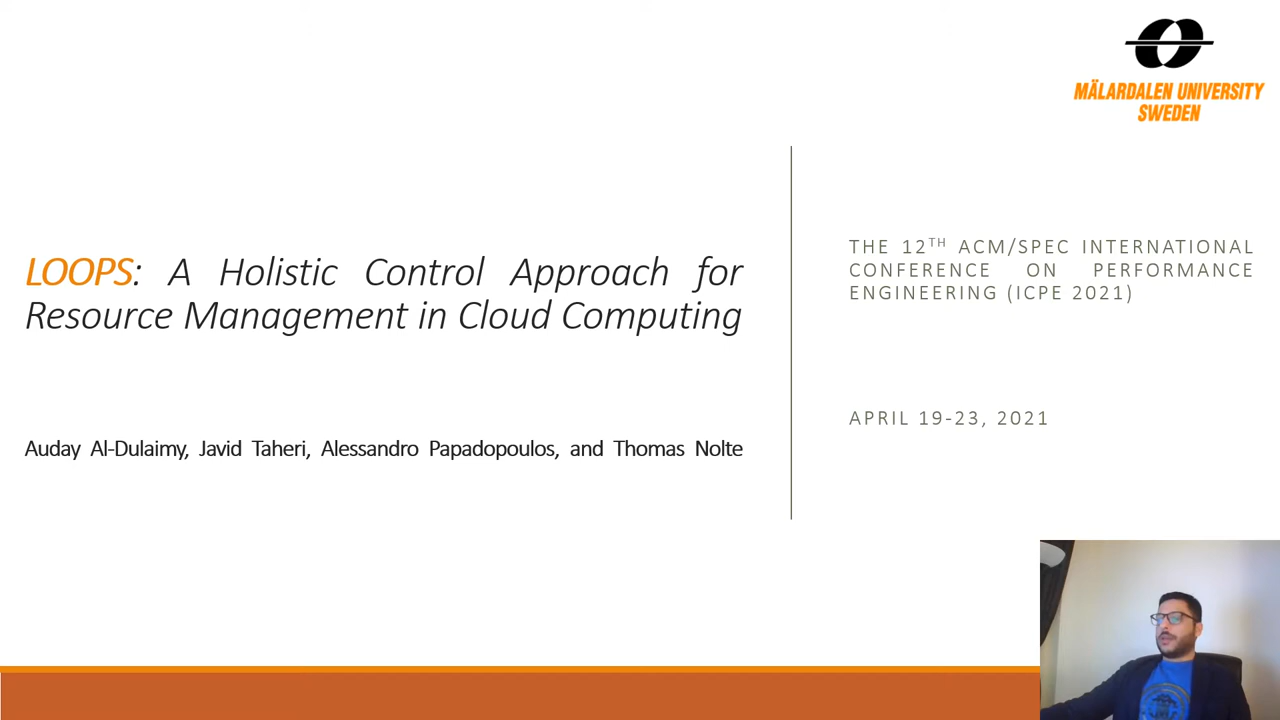 MÄLARDALEN UNIVERSITY
SWEDEN
LOOPS: A Holistic Control Approach for
Resource Management in Cloud Computing
Auday Al-Dulaimy, Javid Taheri, Alessandro Papadopoulos, and Thomas Nolte
THE 12TH ACM/SPEC INTERNATIONAL
CONFERENCE ON PERFORMANCE
ENGINEERING (ICPE 2021)
APRIL 19-23, 2021